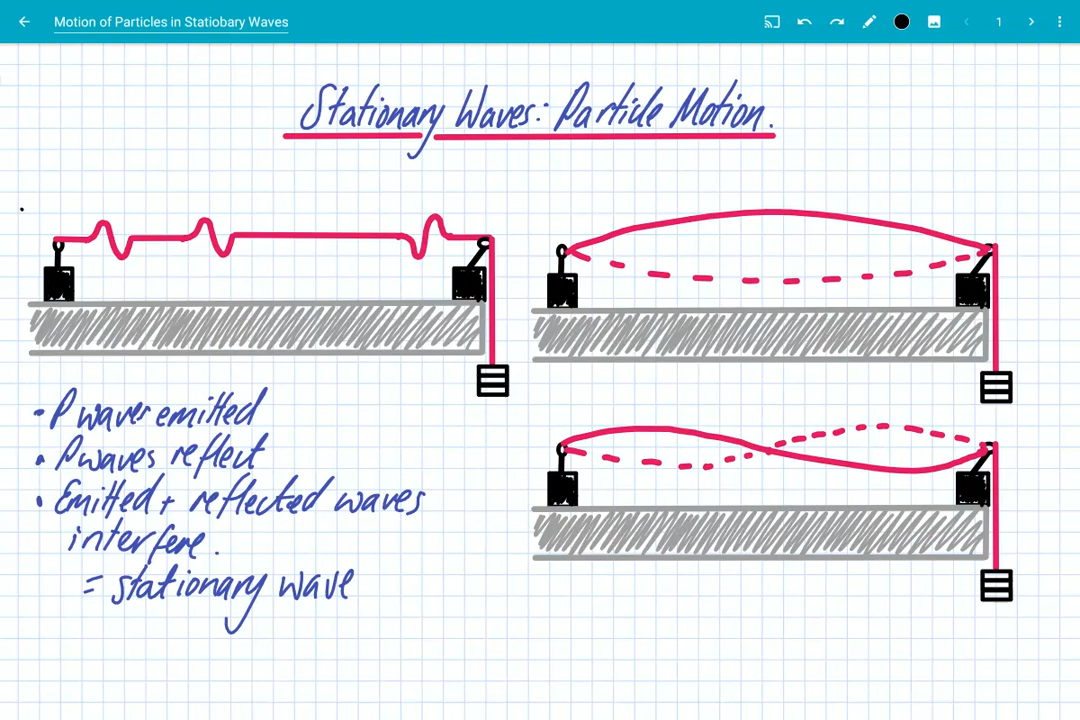 Motion of Particles in Statiobary Waves
1
Stationary Waves: Particle Motion.
• P waves emitted
• P waves reflect
• Emitted + reflected waves
interfere.
= stationary wave